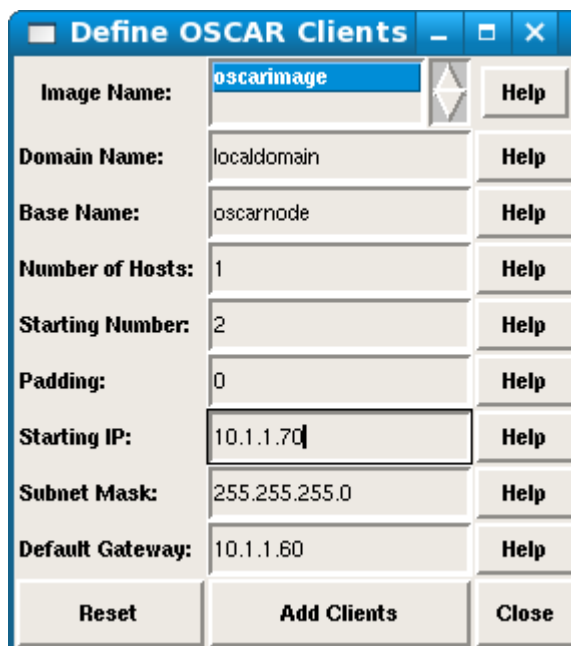 Define OSCAR Clients
Image Name: oscarimage Help
Domain Name: localdomain Help
Base Name: oscarnode Help
Number of Hosts: 1 Help
Starting Number: 2 Help
Padding: 0 Help
Starting IP: 10.1.1.70 Help
Subnet Mask: 255.255.255.0 Help
Default Gateway: 10.1.1.60 Help
Reset Add Clients Close